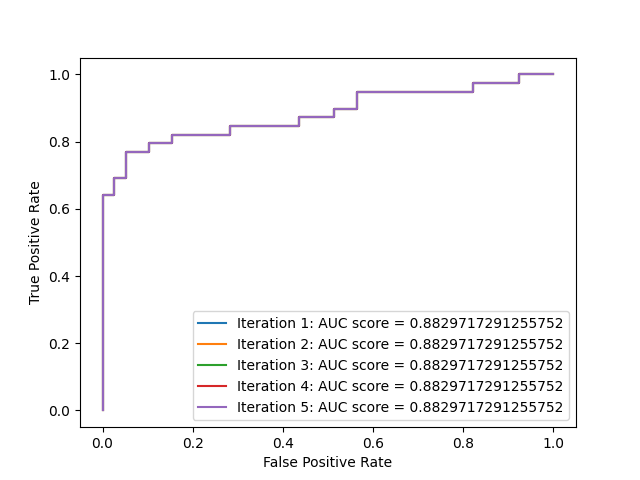 1.0
0.8
0.6
0.4
0.2
0.0
True Positive Rate
Iteration 1: AUC score = 0.8829717291255752
Iteration 2: AUC score = 0.8829717291255752
Iteration 3: AUC score = 0.8829717291255752
Iteration 4: AUC score = 0.8829717291255752
Iteration 5: AUC score = 0.8829717291255752
0.0 0.2 0.4 0.6 0.8 1.0
False Positive Rate